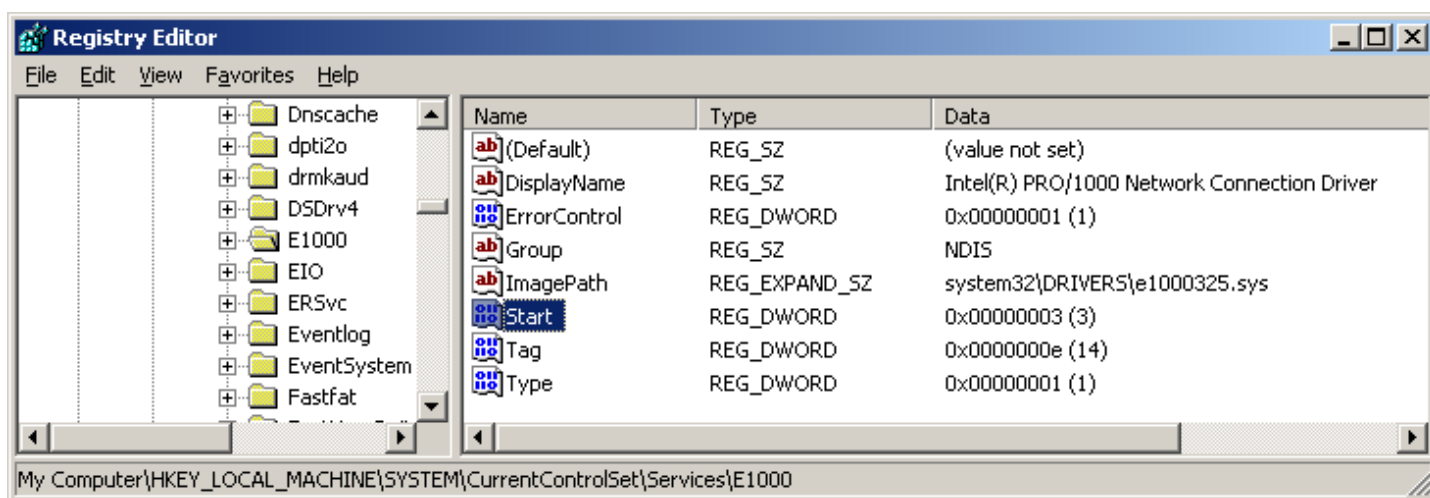 Registry Editor
File Edit View Favorites Help
Dnscache
dpti2o
drmkaud
DSDrv4
E1000
EIO
ERSvc
Eventlog
EventSystem
Fastfat
Name Type Data
(Default) REG_SZ (value not set)
DisplayName REG_SZ Intel(R) PRO/1000 Network Connection Driver
ErrorControl REG_DWORD 0x00000001 (1)
Group REG_SZ NDIS
ImagePath REG_EXPAND_SZ system32\DRIVERS\e1000325.sys
Start REG_DWORD 0x00000003 (3)
Tag REG_DWORD 0x0000000e (14)
Type REG_DWORD 0x00000001 (1)
My Computer\HKEY_LOCAL_MACHINE\SYSTEM\CurrentControlSet\Services\E1000